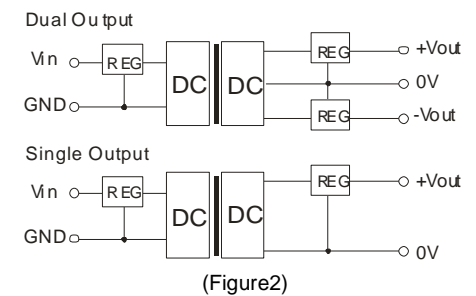 Dual Output
Vin REG DC DC REG +Vout
0V
GND REG -Vout
Single Output
Vin REG DC DC REG +Vout
GND 0V
(Figure2)